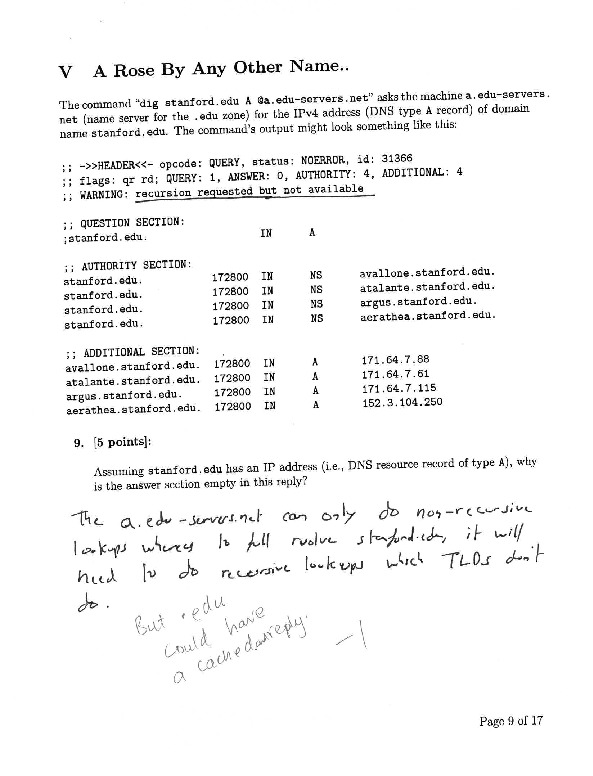 V A Rose By Any Other Name..
The command "dig stanford.edu A @a.edu-servers.net" asks the machine a.edu-servers.
net (name server for the .edu zone) for the IPv4 address (DNS type A record) of domain
name stanford.edu. The command's output might look something like this:
;; ->>HEADER<<- opcode: QUERY, status: NOERROR, id: 31366
;; flags: qr rd; QUERY: 1, ANSWER: 0, AUTHORITY: 4, ADDITIONAL: 4
;; WARNING: recursion requested but not available
;; QUESTION SECTION:
;stanford.edu. IN A
;; AUTHORITY SECTION:
stanford.edu. 172800 IN NS avallone.stanford.edu.
stanford.edu. 172800 IN NS atalante.stanford.edu.
stanford.edu. 172800 IN NS argus.stanford.edu.
stanford.edu. 172800 IN NS aerathea.stanford.edu.
;; ADDITIONAL SECTION:
avallone.stanford.edu. 172800 IN A 171.64.7.88
atalante.stanford.edu. 172800 IN A 171.64.7.61
argus.stanford.edu. 172800 IN A 171.64.7.115
aerathea.stanford.edu. 172800 IN A 152.3.104.250
9. [5 points]:
Assuming stanford.edu has an IP address (i.e., DNS resource record of type A), why
is the answer section empty in this reply?
The a.edu-servers.net can only do non-recursive
lookups whereas to full resolve stanford.edu, it will
need to do recursive lookups which TLDs don't
do.
But .edu
could have
a cached reply.
-1
Page 9 of 17